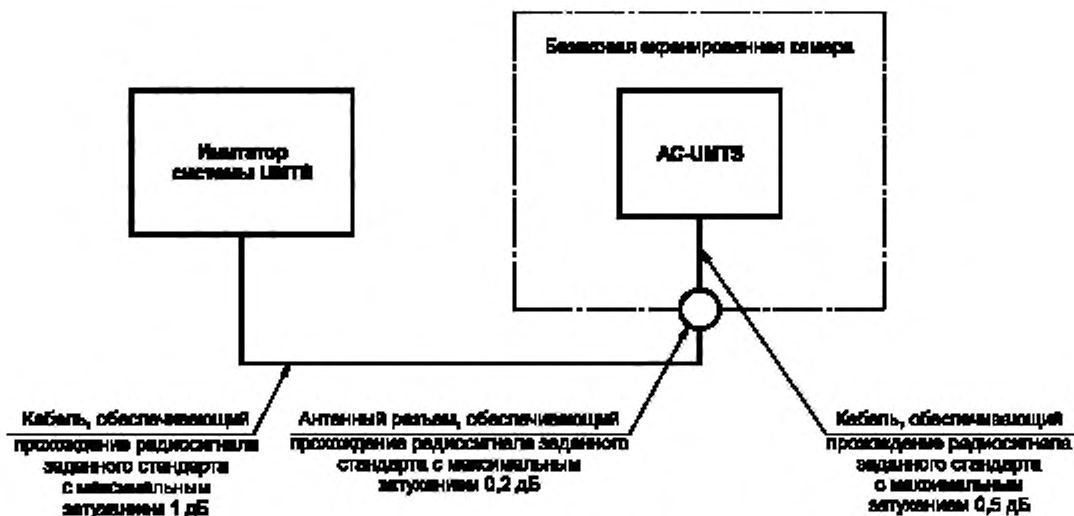 Безэховая экранированная камера
Имитатор
системы UMTS
AC-UMTS
Кабель, обеспечивающий
прохождение радиосигнала
заданного стандарта
с максимальным
затуханием 1 дБ
Антенный разъем, обеспечивающий
прохождение радиосигнала заданного
стандарта с максимальным
затуханием 0,2 дБ
Кабель, обеспечивающий
прохождение радиосигнала
заданного стандарта
с максимальным
затуханием 0,5 дБ